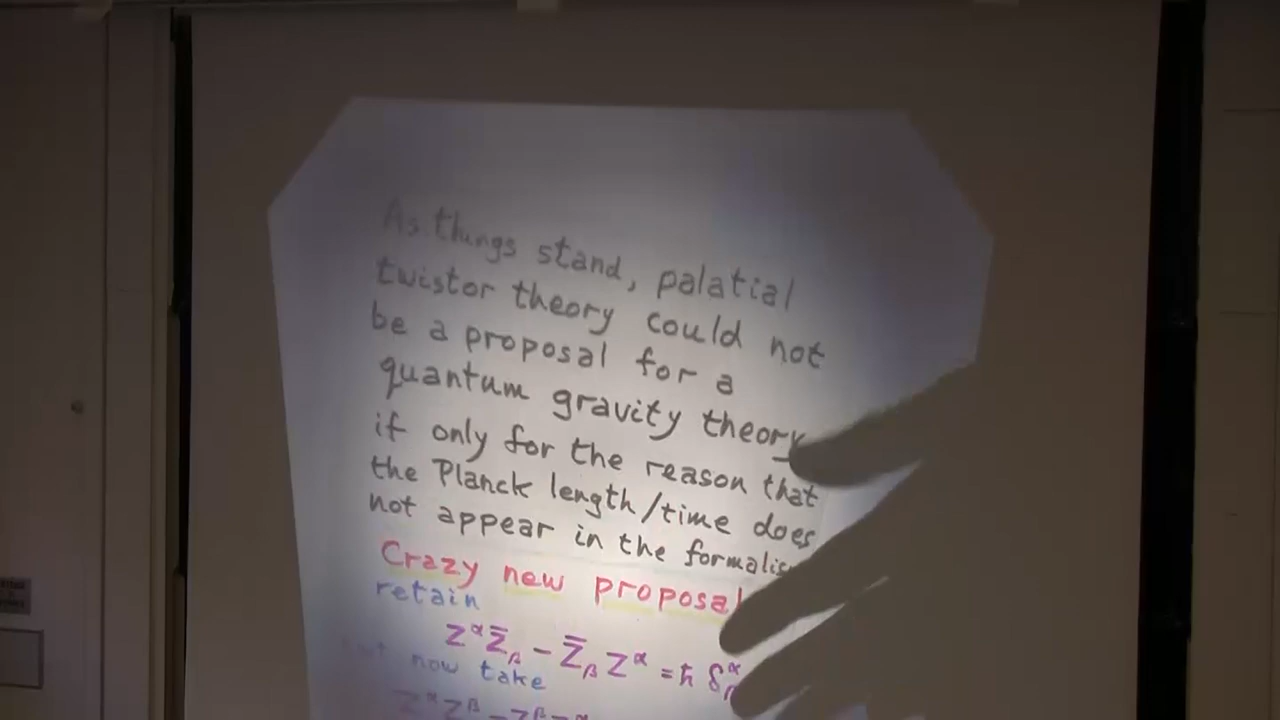 As things stand, palatial
twistor theory could not
be a proposal for a
quantum gravity theory
if only for the reason that
the Planck length/time does
not appear in the formalis
Crazy new proposal
retain
Z^α Z̄_β − Z̄_β Z^α = ħ δ^α_β
but now take
Z^α Z^β − Z^β Z^α